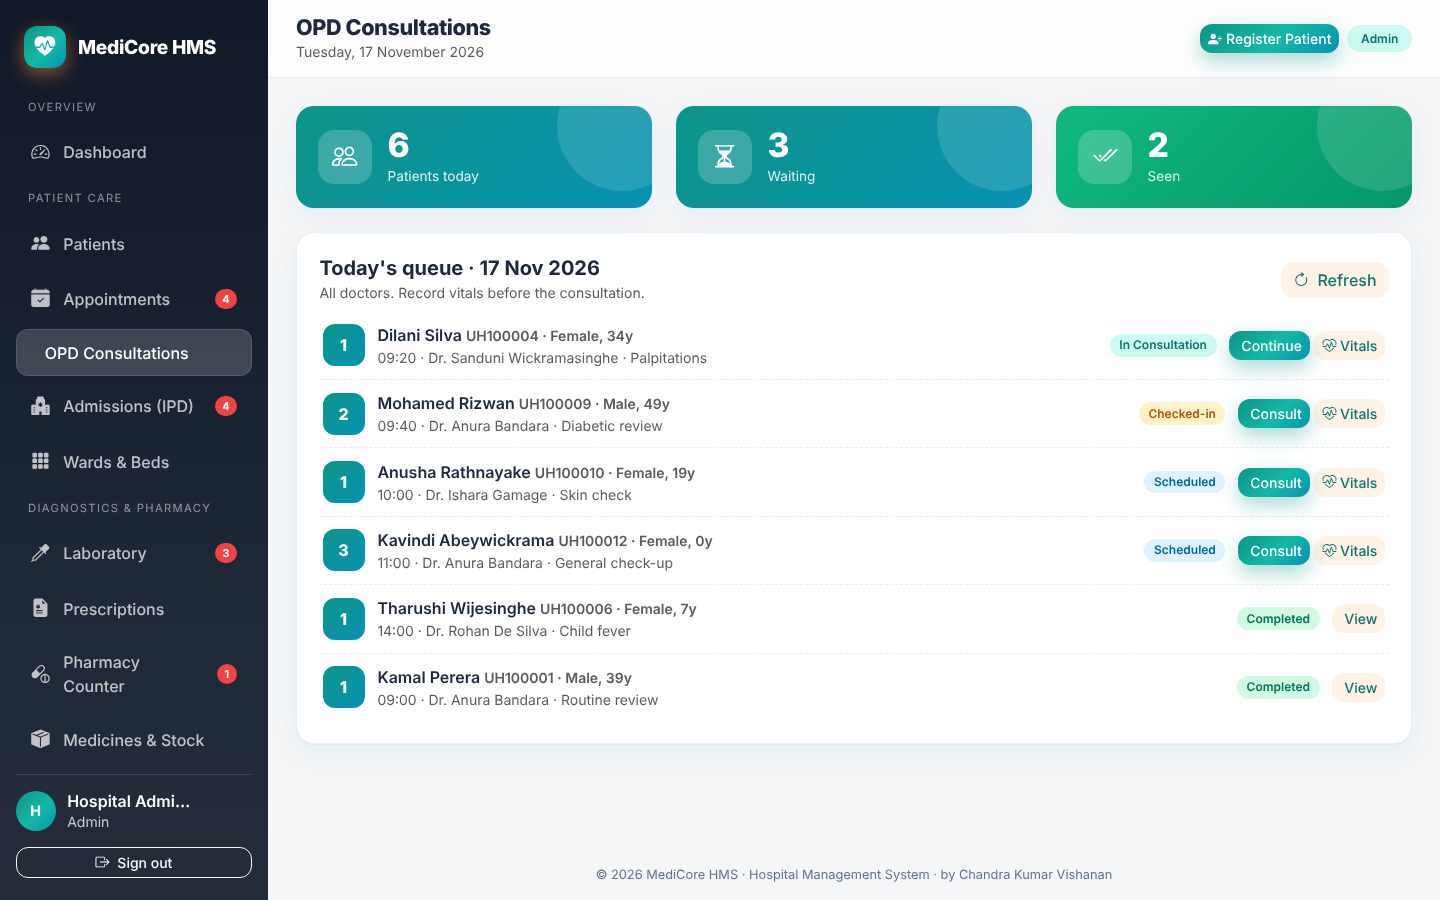 MediCore HMS
OVERVIEW
Dashboard
PATIENT CARE
Patients
Appointments 4
OPD Consultations
Admissions (IPD) 4
Wards & Beds
DIAGNOSTICS & PHARMACY
Laboratory 3
Prescriptions
Pharmacy
Counter 1
Medicines & Stock
H
Hospital Admi...
Admin
Sign out
OPD Consultations
Tuesday, 17 November 2026
Register Patient
Admin
6
Patients today
3
Waiting
2
Seen
Today's queue · 17 Nov 2026
All doctors. Record vitals before the consultation.
Refresh
1
Dilani Silva UH100004 · Female, 34y
09:20 · Dr. Sanduni Wickramasinghe · Palpitations
In Consultation Continue Vitals
2
Mohamed Rizwan UH100009 · Male, 49y
09:40 · Dr. Anura Bandara · Diabetic review
Checked-in Consult Vitals
1
Anusha Rathnayake UH100010 · Female, 19y
10:00 · Dr. Ishara Gamage · Skin check
Scheduled Consult Vitals
3
Kavindi Abeywickrama UH100012 · Female, 0y
11:00 · Dr. Anura Bandara · General check-up
Scheduled Consult Vitals
1
Tharushi Wijesinghe UH100006 · Female, 7y
14:00 · Dr. Rohan De Silva · Child fever
Completed View
1
Kamal Perera UH100001 · Male, 39y
09:00 · Dr. Anura Bandara · Routine review
Completed View
© 2026 MediCore HMS · Hospital Management System · by Chandra Kumar Vishanan